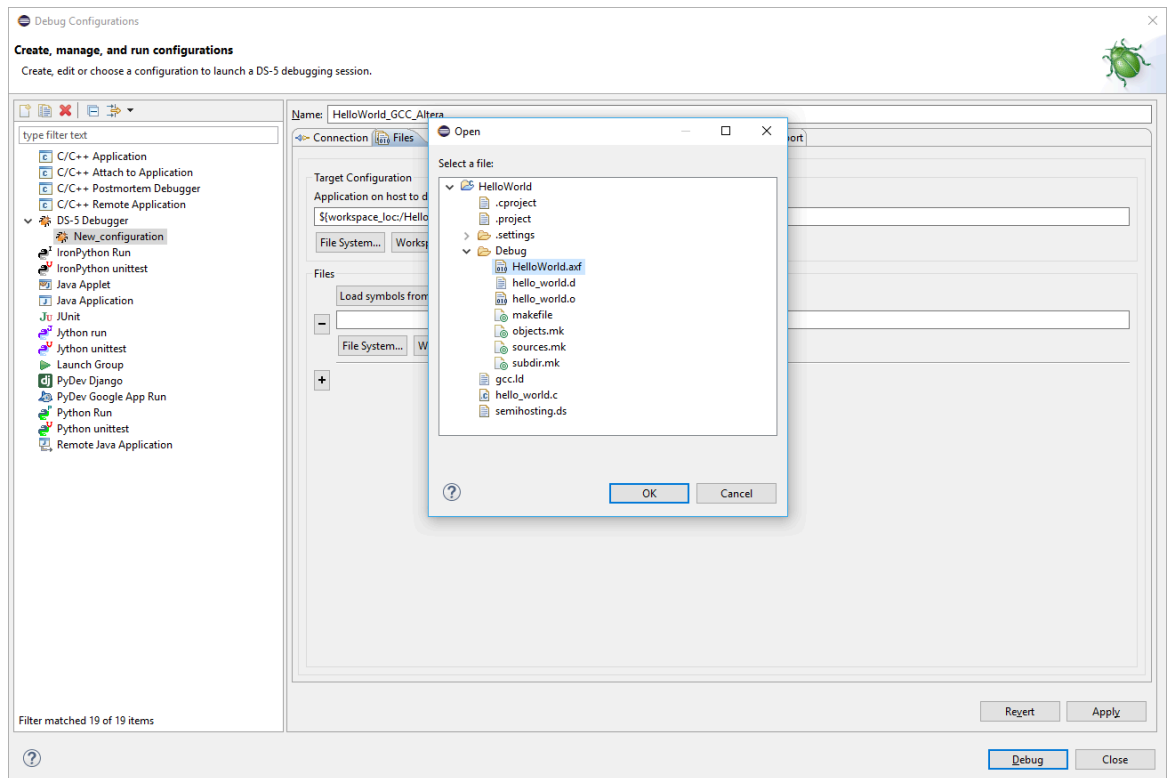 Debug Configurations
Create, manage, and run configurations
Create, edit or choose a configuration to launch a DS-5 debugging session.
type filter text
C/C++ Application
C/C++ Attach to Application
C/C++ Postmortem Debugger
C/C++ Remote Application
DS-5 Debugger
New_configuration
IronPython Run
IronPython unittest
Java Applet
Java Application
JUnit
Jython run
Jython unittest
Launch Group
PyDev Django
PyDev Google App Run
Python Run
Python unittest
Remote Java Application
Filter matched 19 of 19 items
Name: HelloWorld_GCC_Altera
Connection Files
Target Configuration
Application on host to d
${workspace_loc:/Hello
File System... Worksp
Files
Load symbols from
File System... W
Open
Select a file:
HelloWorld
.cproject
.project
.settings
Debug
HelloWorld.axf
hello_world.d
hello_world.o
makefile
objects.mk
sources.mk
subdir.mk
gcc.ld
hello_world.c
semihosting.ds
OK Cancel
port
Revert Apply
Debug Close